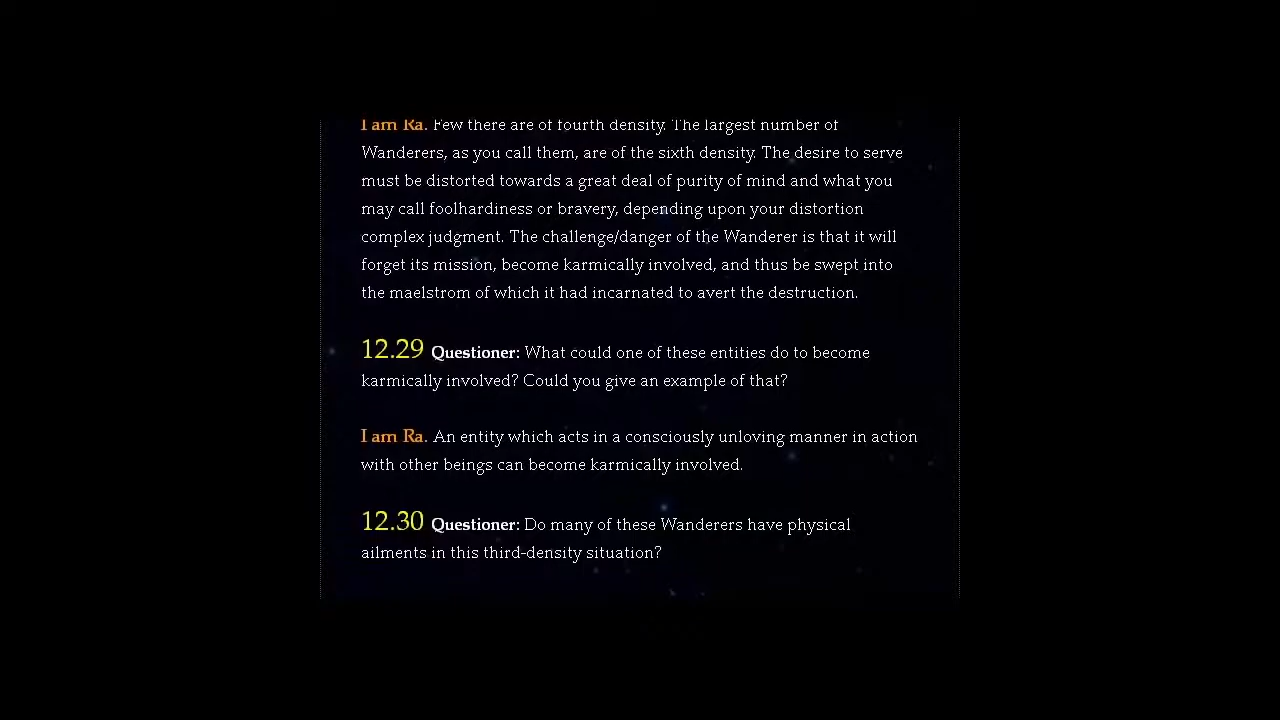 I am Ra. Few there are of fourth density. The largest number of
Wanderers, as you call them, are of the sixth density. The desire to serve
must be distorted towards a great deal of purity of mind and what you
may call foolhardiness or bravery, depending upon your distortion
complex judgment. The challenge/danger of the Wanderer is that it will
forget its mission, become karmically involved, and thus be swept into
the maelstrom of which it had incarnated to avert the destruction.
12.29 Questioner: What could one of these entities do to become
karmically involved? Could you give an example of that?
I am Ra. An entity which acts in a consciously unloving manner in action
with other beings can become karmically involved.
12.30 Questioner: Do many of these Wanderers have physical
ailments in this third-density situation?